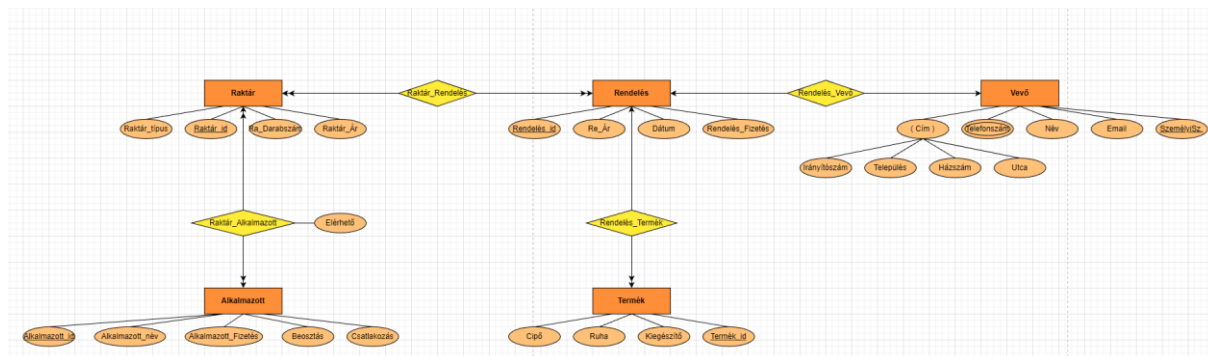 Raktár
Raktár_Rendelés
Rendelés
Rendelés_Vevő
Vevő
Raktár_típus
Raktár_id
Ra_Darabszám
Raktár_Ár
Rendelés_id
Re_Ár
Dátum
Rendelés_Fizetés
( Cím )
Telefonszám
Név
Email
SzemélyiSz.
Irányítószám
Település
Házszám
Utca
Raktár_Alkalmazott
Elérhető
Rendelés_Termék
Alkalmazott
Termék
Alkalmazott_id
Alkalmazott_név
Alkalmazott_Fizetés
Beosztás
Csatlakozás
Cipő
Ruha
Kiegészítő
Termék_id